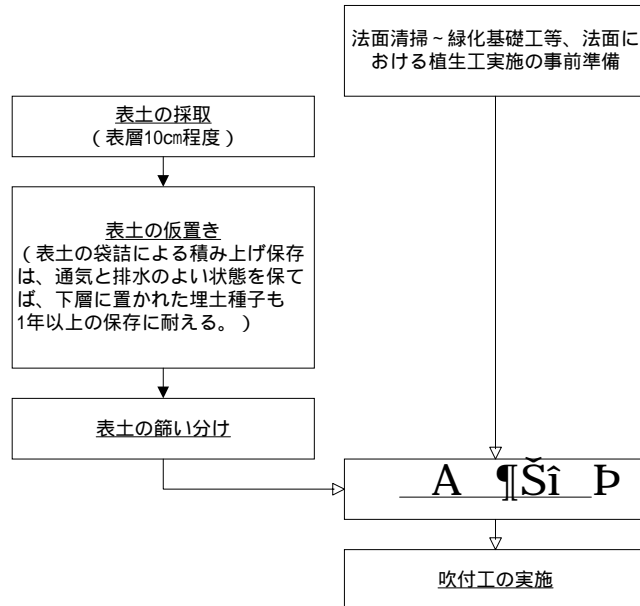 法面清掃～緑化基礎工等、法面に
おける植生工実施の事前準備
表土の採取
(表層10cm程度)
表土の仮置き
(表土の袋詰による積み上げ保存
は、通気と排水のよい状態を保て
ば、下層に置かれた埋土種子も
1年以上の保存に耐える。)
表土の篩い分け
A ¶Šî Þ
吹付工の実施